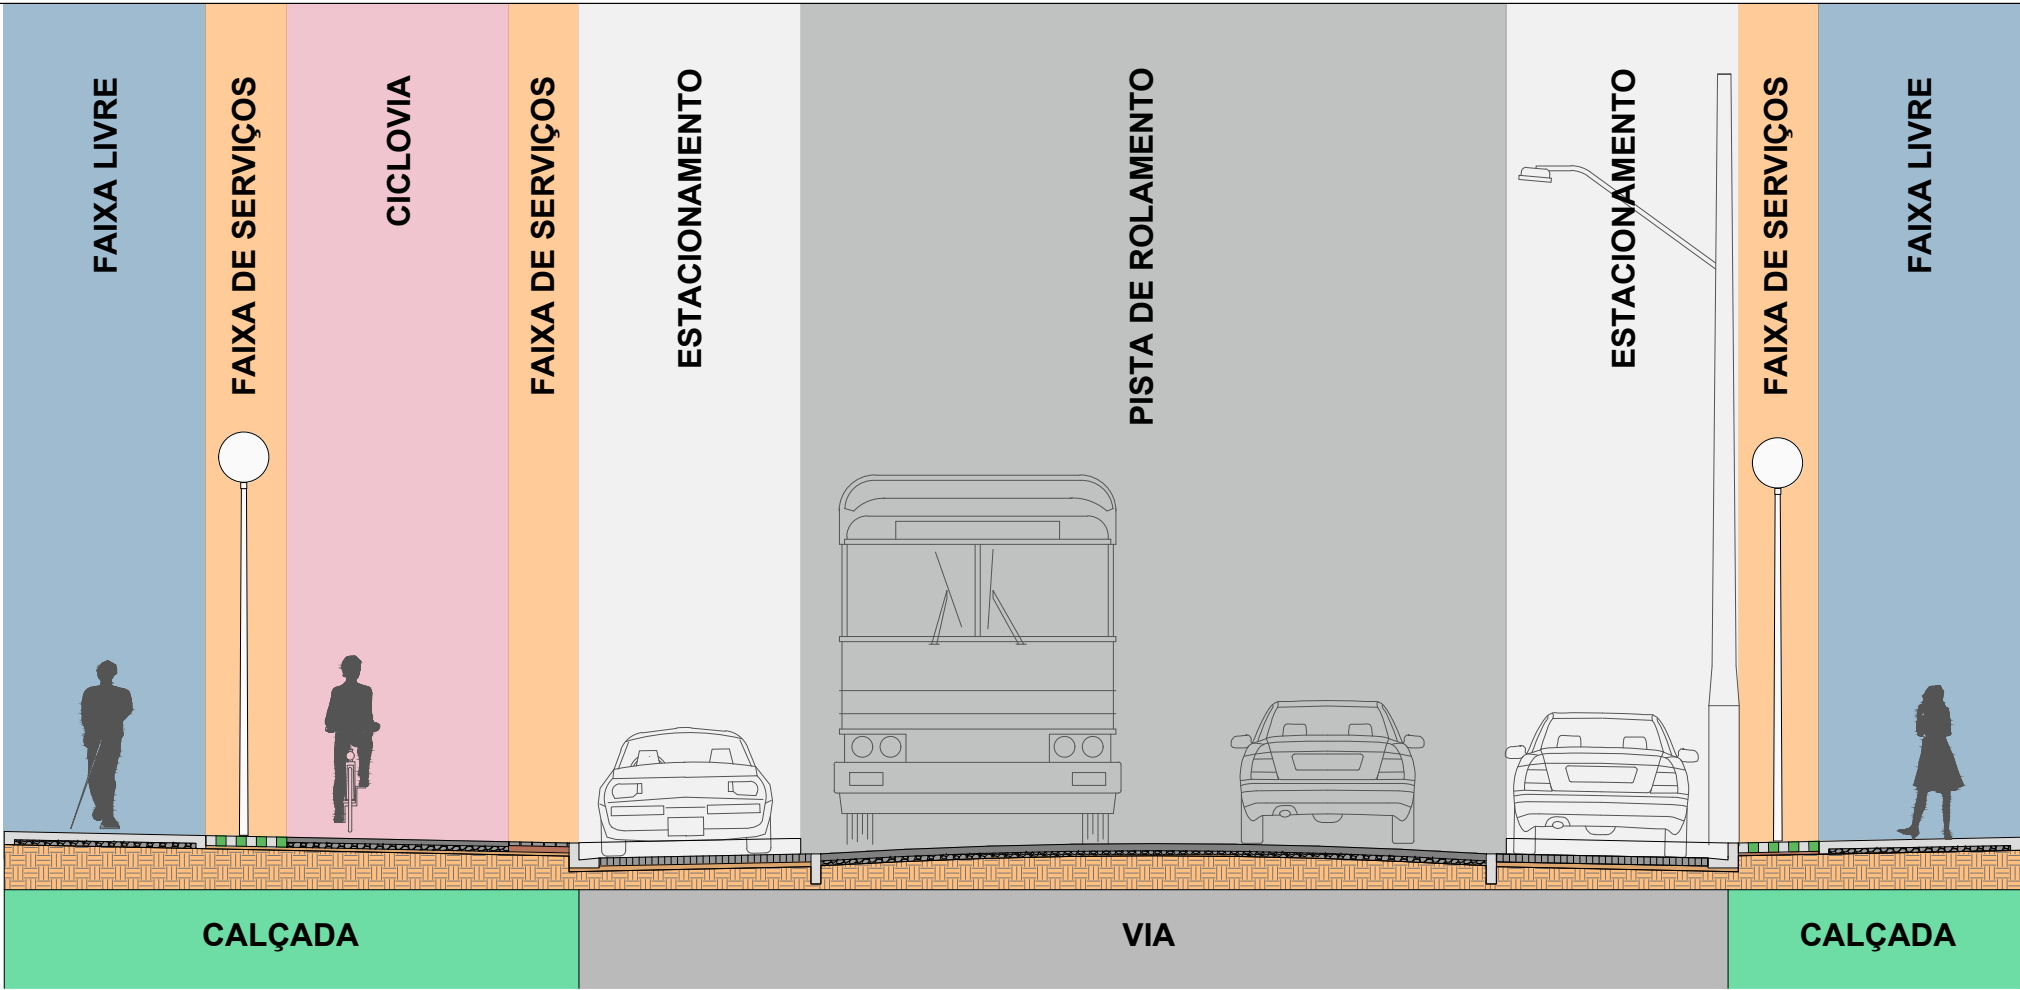 FAIXA LIVRE
FAIXA DE SERVIÇOS
CICLOVIA
FAIXA DE SERVIÇOS
ESTACIONAMENTO
PISTA DE ROLAMENTO
ESTACIONAMENTO
FAIXA DE SERVIÇOS
FAIXA LIVRE
CALÇADA
VIA
CALÇADA